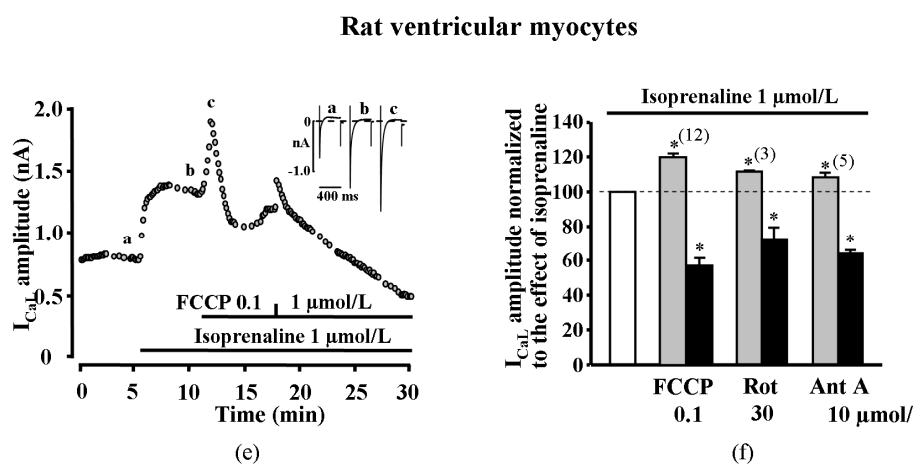 Rat ventricular myocytes
I_CaL amplitude (nA)
2.0
1.5
1.0
0.5
0
a
b
c
a b c
0
nA
-1.0
400 ms
FCCP 0.1 1 μmol/L
Isoprenaline 1 μmol/L
0 5 10 15 20 25 30
Time (min)
(e)
I_CaL amplitude normalized
to the effect of isoprenaline
Isoprenaline 1 μmol/L
140
120
100
80
60
40
20
0
*(12)
*
*(3)
*
*(5)
*
FCCP Rot Ant A
0.1 30 10 μmol/
(f)